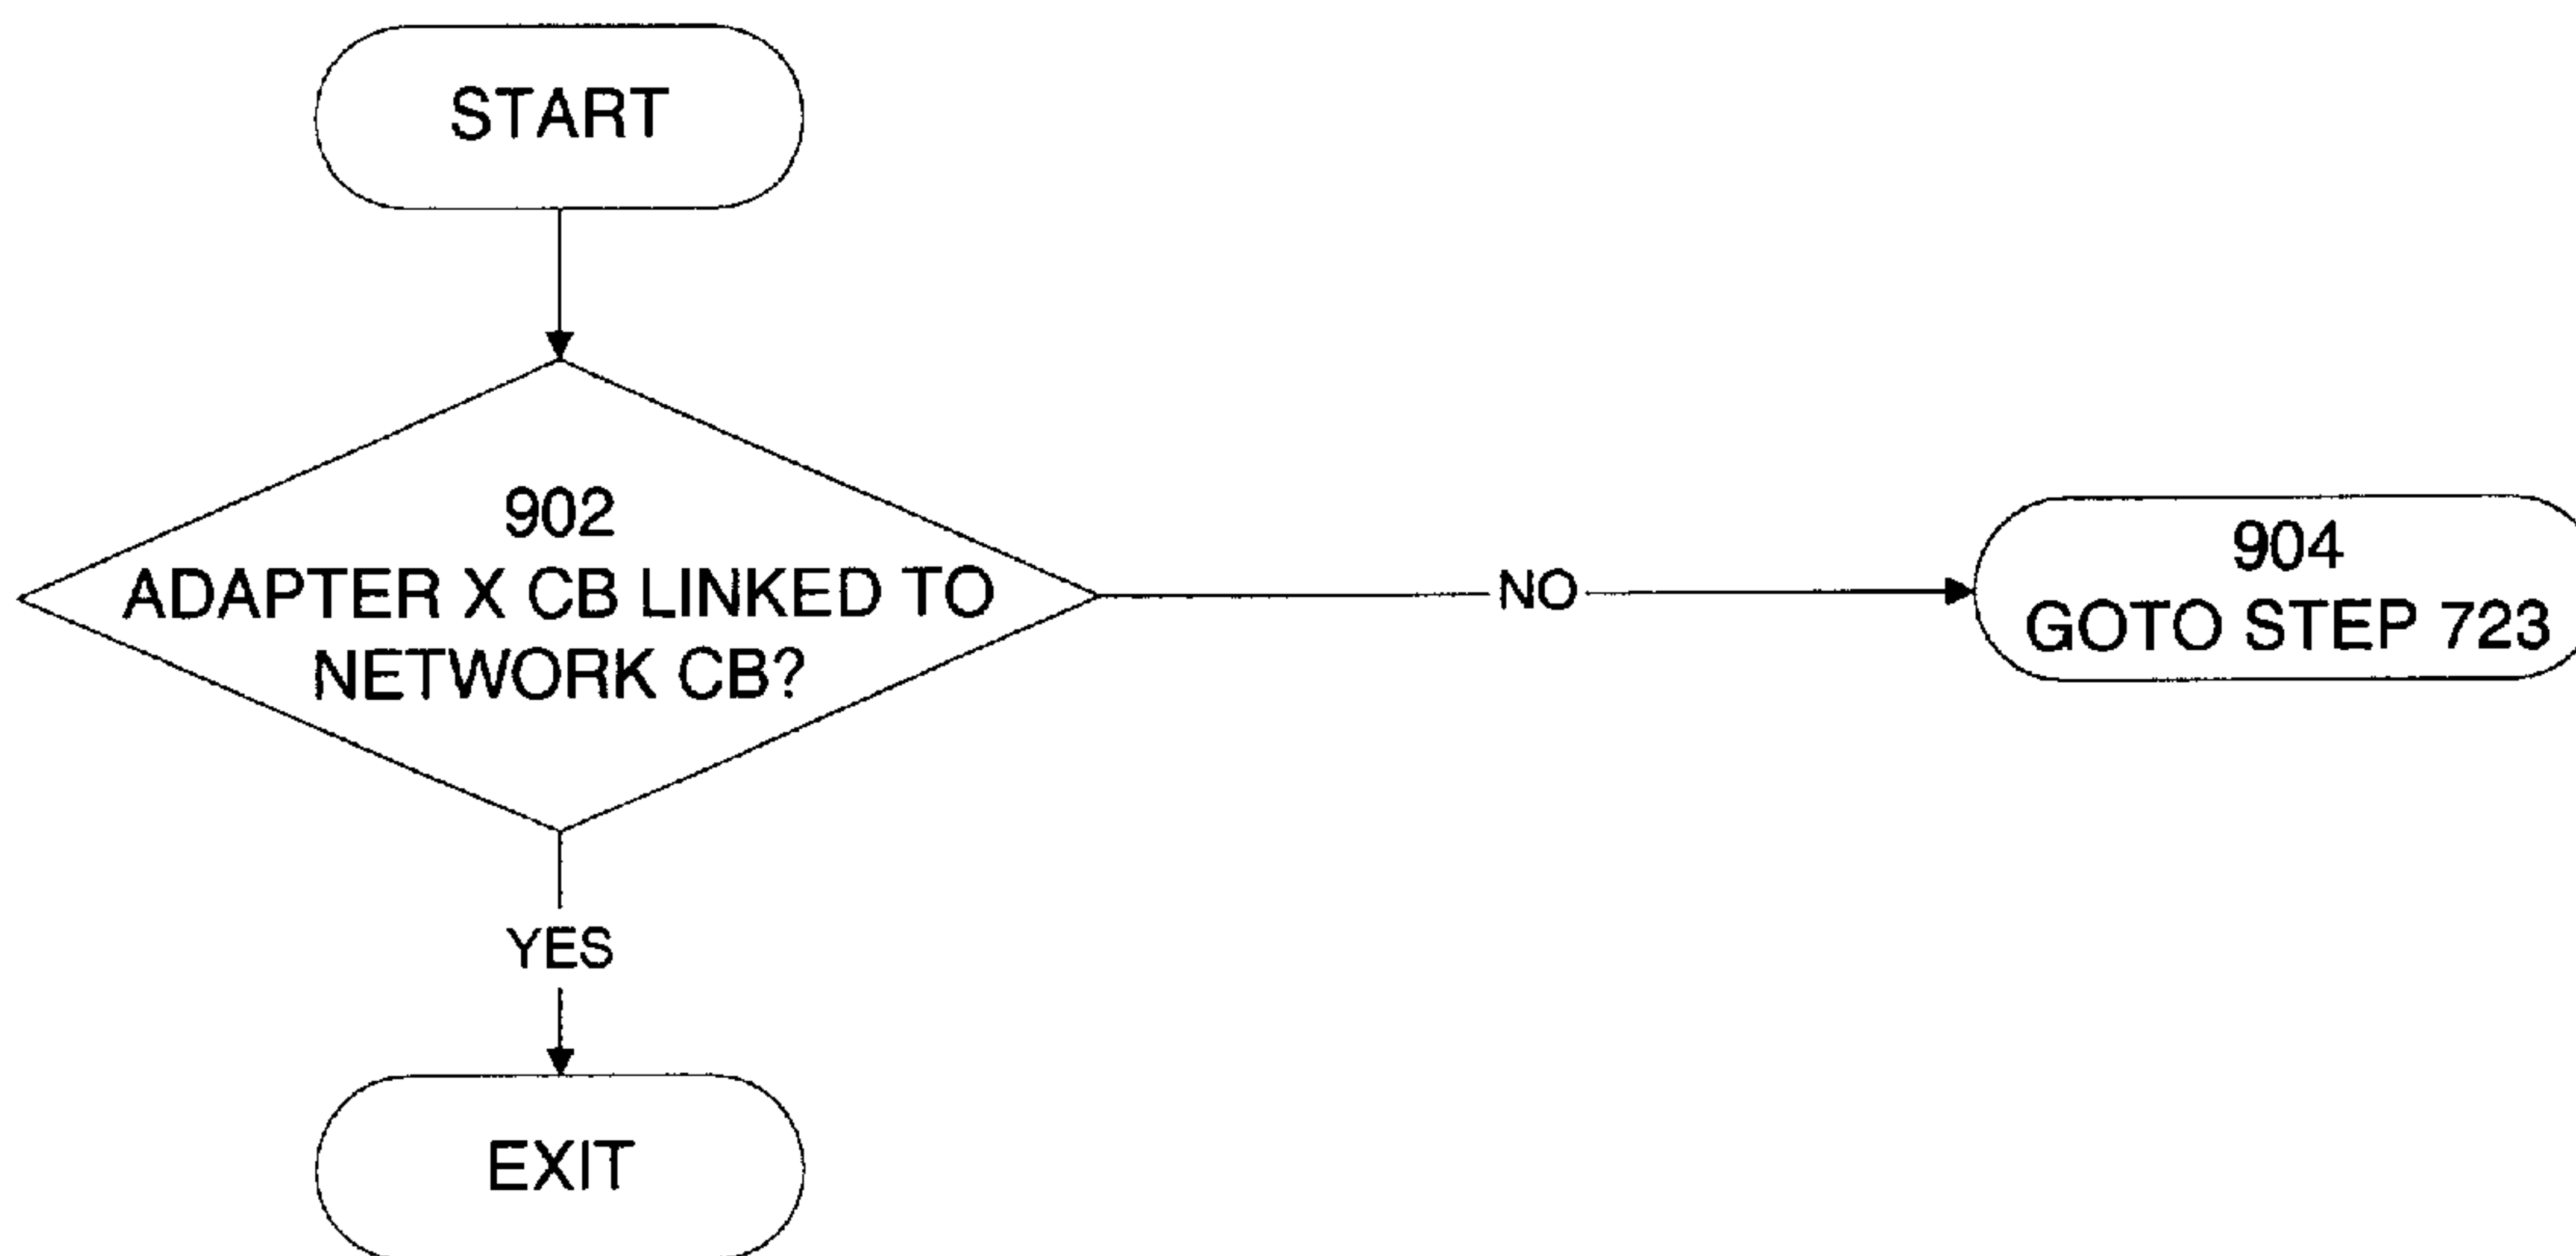 START
902
ADAPTER X CB LINKED TO
NETWORK CB?
NO
904
GOTO STEP 723
YES
EXIT